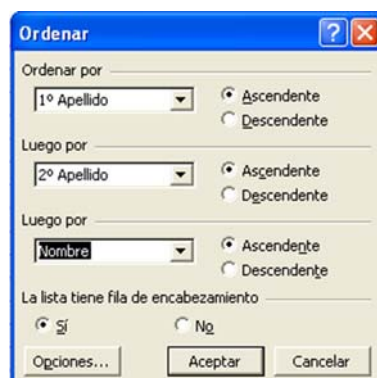 Ordenar
Ordenar por
1º Apellido
Ascendente
Descendente
Luego por
2º Apellido
Ascendente
Descendente
Luego por
Nombre
Ascendente
Descendente
La lista tiene fila de encabezamiento
Sí No
Opciones... Aceptar Cancelar